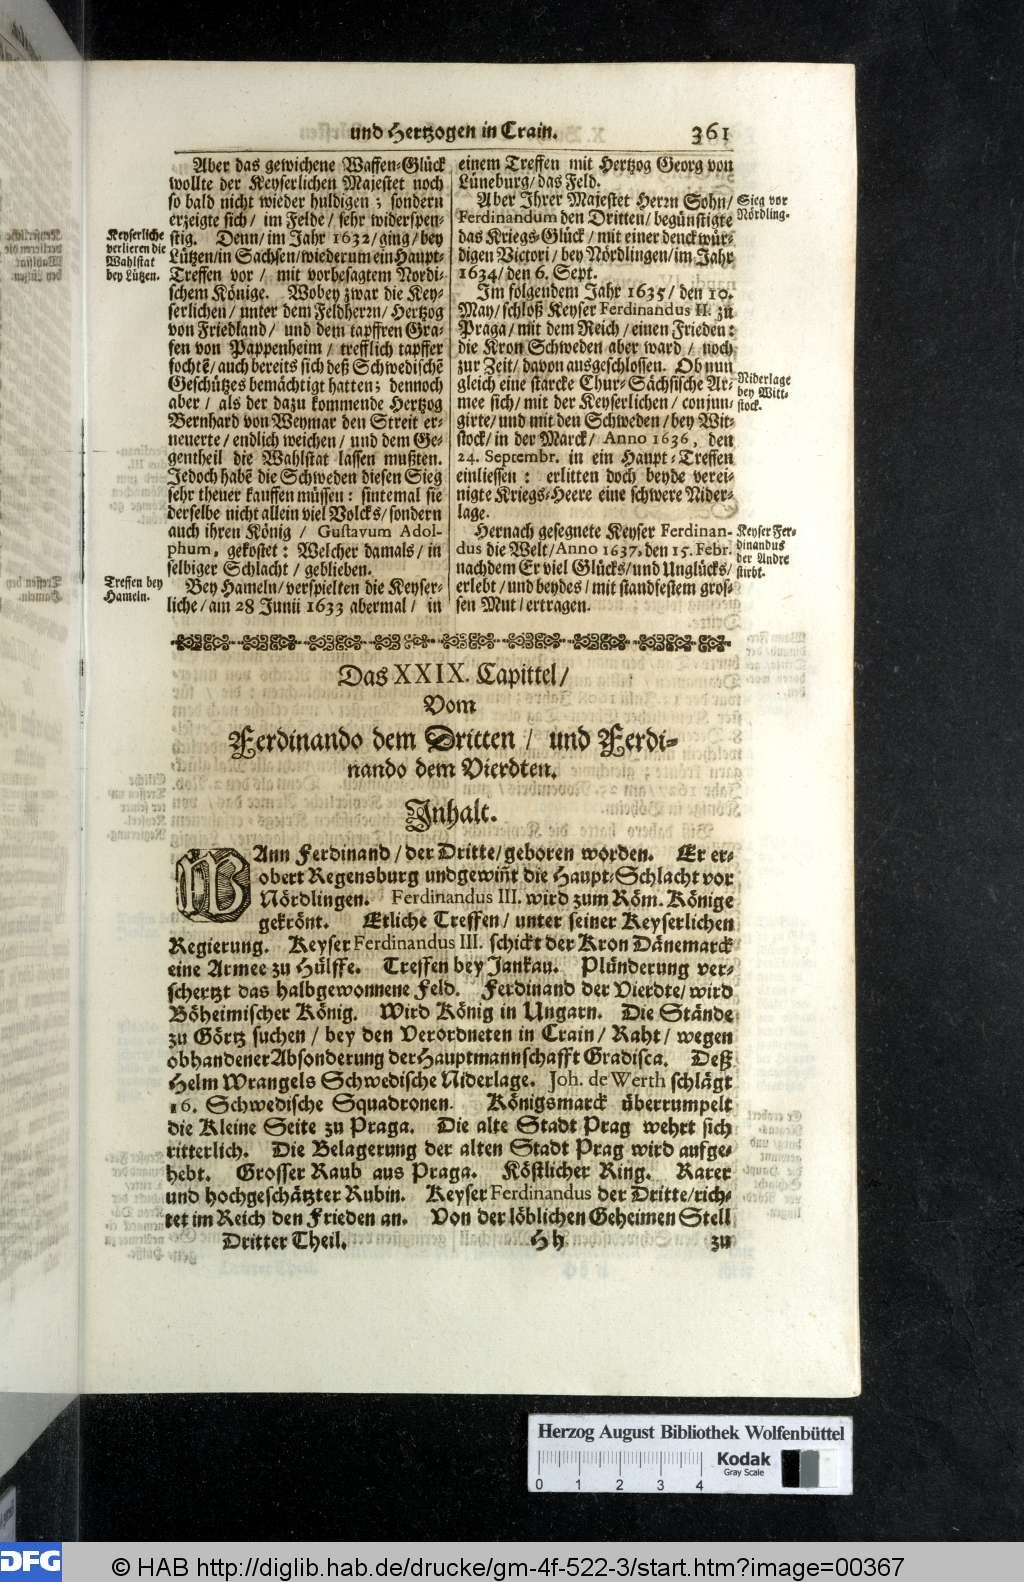 und Hertzogen in Crain. 361
Aber das gewichene Waffen-Glück
wollte der Keyserlichen Majestet noch
so bald nicht wieder huldigen; sondern
erzeigte sich / im Felde / sehr widerspen-
stig. Denn / im Jahr 1632 / ging / bey
Lützen / in Sachsen / wiederum ein Haupt-
Treffen vor / mit vorbesagtem Nordi-
schem Könige. Wobey zwar die Key-
serlichen / unter dem Feldherrn / Hertzog
von Friedland / und dem tapffren Gra-
fen von Pappenheim / trefflich tapffer
fochtē / auch bereits sich deß Schwedischē
Geschützes bemächtigt hatten; dennoch
aber / als der dazu kommende Hertzog
Bernhard von Weymar den Streit er-
neuerte / endlich weichen / und dem Ge-
gentheil die Wahlstat lassen mußten.
Jedoch habē die Schweden diesen Sieg
sehr theuer kauffen müssen: sintemal sie
derselbe nicht allein viel Volcks / sondern
auch ihren König / Gustavum Adol-
phum, gekostet: Welcher damals / in
selbiger Schlacht / geblieben.
Bey Hameln / verspielten die Keyser-
liche / am 28 Junii 1633 abermal / in
Keyserliche
verlieren die
Wahlstat
bey Lützen.
Treffen bey
Hameln.
einem Treffen mit Hertzog Georg von
Lüneburg / das Feld.
Aber Ihrer Majestet Herrn Sohn /
Ferdinandum den Dritten / begünstigte
das Kriegs-Glück / mit einer denckwür-
digen Victori / bey Nördlingen / im Jahr
1634 / den 6. Sept.
Im folgendem Jahr 1635 / den 10.
May / schloß Keyser Ferdinandus II. zu
Praga / mit dem Reich / einen Frieden:
die Kron Schweden aber ward / noch
zur Zeit / davon ausgeschlossen. Ob nun
gleich eine starcke Chur-Sächsische Ar-
mee sich / mit der Keyserlichen / conjun-
girte / und mit den Schweden / bey Wit-
stock / in der Marck / Anno 1636, den
24. Septembr. in ein Haupt-Treffen
einliessen: erlitten doch beyde verei-
nigte Kriegs-Heere eine schwere Nider-
lage.
Hernach gesegnete Keyser Ferdinan-
dus die Welt / Anno 1637, den 15. Febr.
nachdem Er viel Glücks / und Unglücks /
erlebt / und beydes / mit standfestem gros-
sen Mut / ertragen.
Sieg vor
Nördling-
Niderlage
bey Witt-
stock.
Keyser Fer-
dinandus
der Andre
stirbt.
Das XXIX. Capittel /
Vom
Ferdinando dem Dritten / und Ferdi-
nando dem Vierdten.
Inhalt.
WAnn Ferdinand / der Dritte / geboren worden. Er er-
obert Regensburg und gewiñt die Haupt-Schlacht vor
Nördlingen. Ferdinandus III. wird zum Röm. Könige
gekrönt. Etliche Treffen / unter seiner Keyserlichen
Regierung. Keyser Ferdinandus III. schickt der Kron Dänemarck
eine Armee zu Hülffe. Treffen bey Jankau. Plünderung ver-
schertzt das halbgewonnene Feld. Ferdinand der Vierdte / wird
Böheimischer König. Wird König in Ungarn. Die Stände
zu Görtz suchen / bey den Verordneten in Crain / Raht / wegen
obhandener Absonderung der Hauptmannschafft Gradisca. Deß
Helm Wrangels Schwedische Niderlage. Joh. de Werth schlägt
16. Schwedische Squadronen. Königsmarck überrumpelt
die Kleine Seite zu Praga. Die alte Stadt Prag wehrt sich
ritterlich. Die Belagerung der alten Stadt Prag wird aufge-
hebt. Grosser Raub aus Praga. Köstlicher Ring. Rarer
und hochgeschätzter Rubin. Keyser Ferdinandus der Dritte / rich-
tet im Reich den Frieden an. Von der löblichen Geheimen Stell
Dritter Theil. Hh zu
Herzog August Bibliothek Wolfenbüttel
Kodak
Gray Scale
0 1 2 3 4
DFG © HAB http://diglib.hab.de/drucke/gm-4f-522-3/start.htm?image=00367